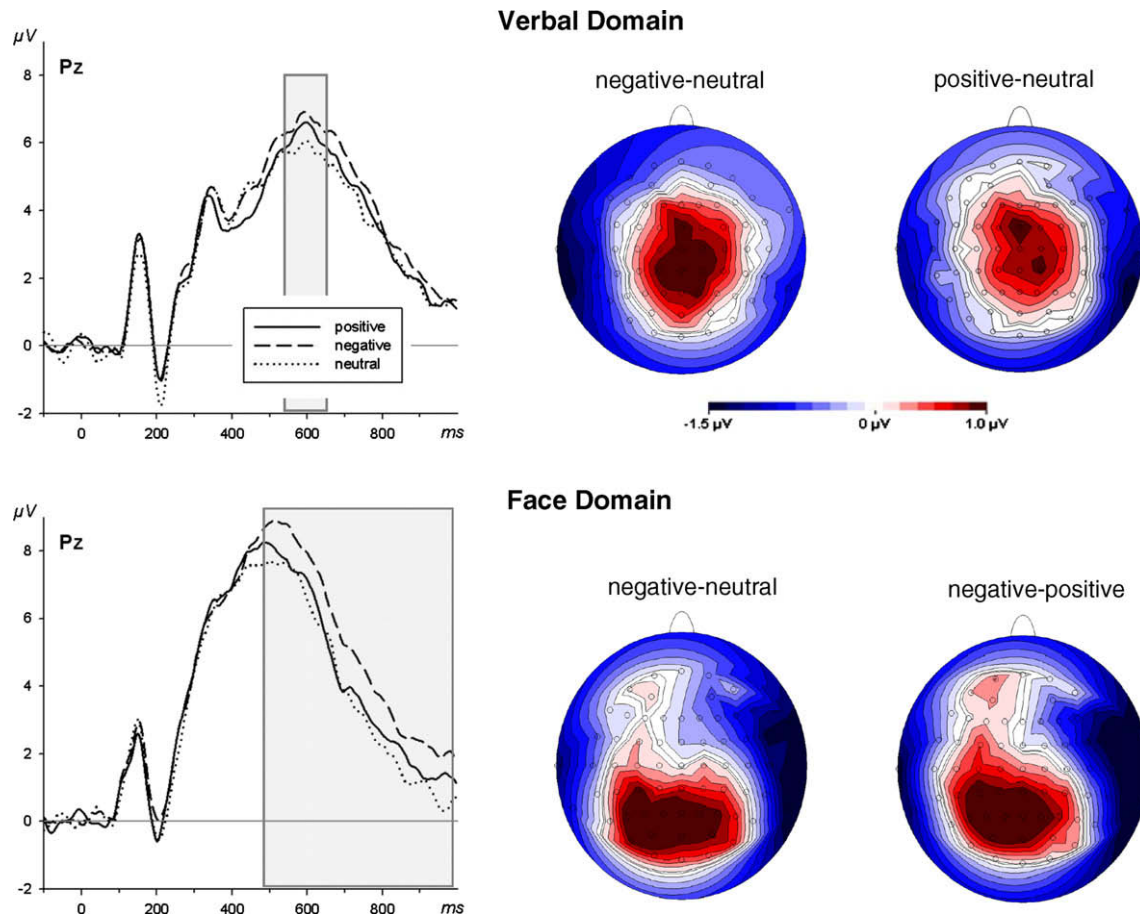 Verbal Domain
µV
Pz
8
6
4
2
0
-2
0 200 400 600 800 ms
positive
negative
neutral
negative-neutral
positive-neutral
-1.5 µV 0 µV 1.0 µV
Face Domain
µV
Pz
8
6
4
2
0
-2
0 200 400 600 800 ms
negative-neutral
negative-positive